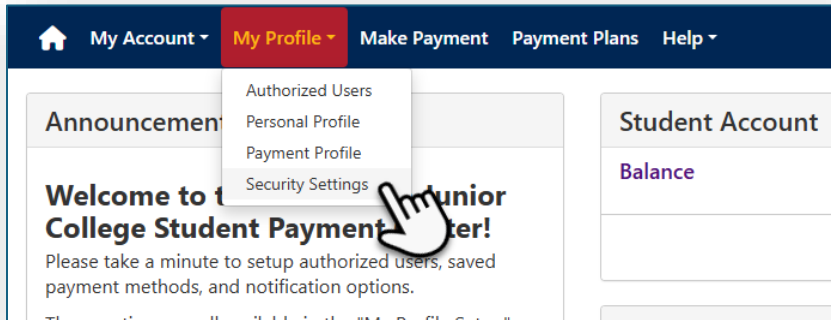 My Account My Profile Make Payment Payment Plans Help
Authorized Users
Personal Profile
Payment Profile
Security Settings
Announcement
Welcome to t Junior
College Student Payment ter!
Please take a minute to setup authorized users, saved
payment methods, and notification options.
Student Account
Balance